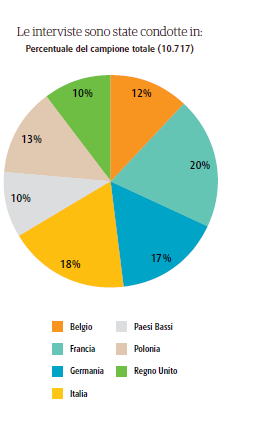 Le interviste sono state condotte in:
Percentuale del campione totale (10.717)
10%
12%
13%
20%
10%
17%
18%
Belgio
Paesi Bassi
Francia
Polonia
Germania
Regno Unito
Italia